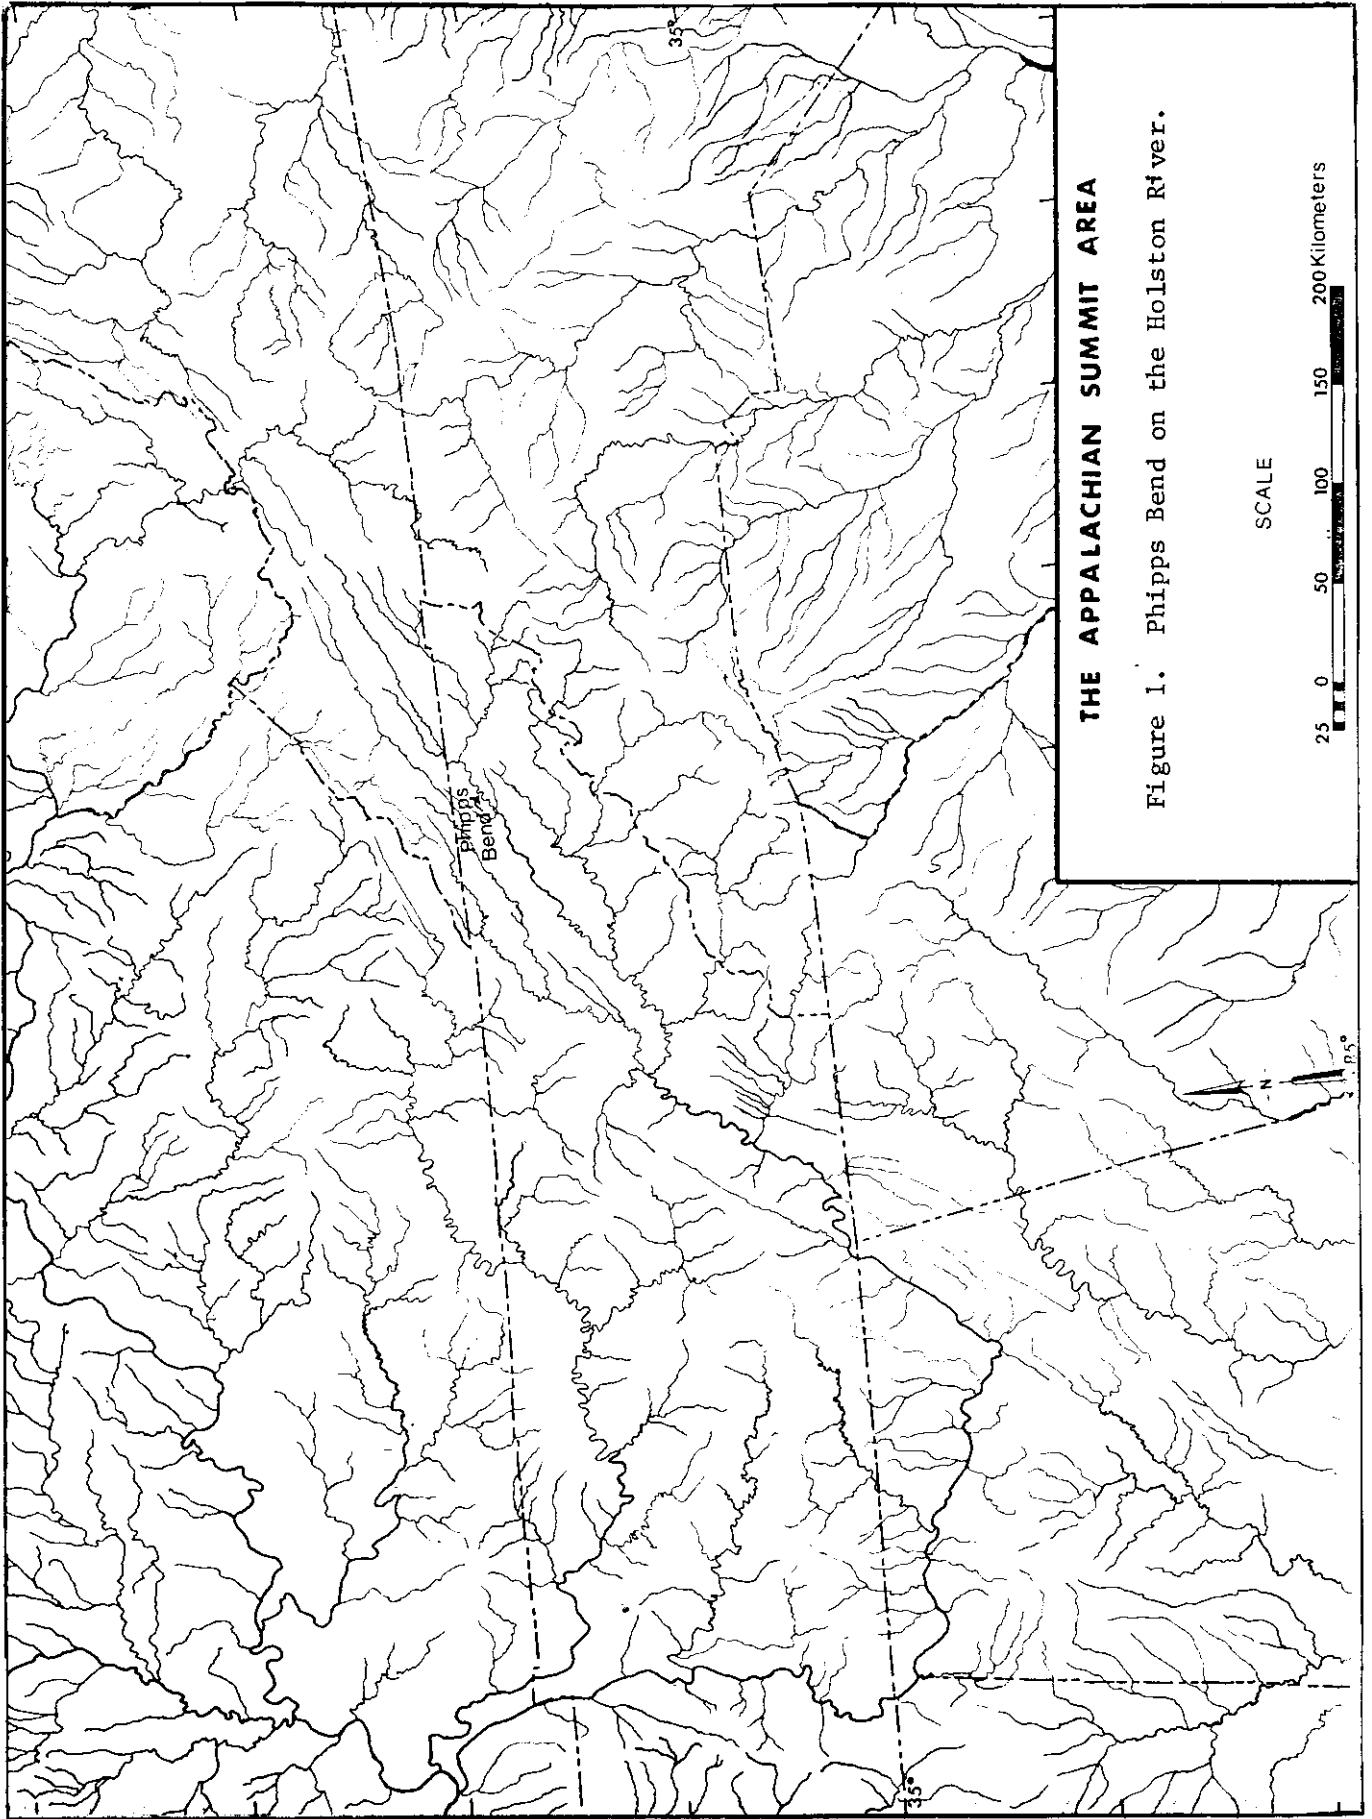 35°
Phipps
Bend
35°
N
85°
THE APPALACHIAN SUMMIT AREA
Figure 1. Phipps Bend on the Holston River.
SCALE
25 0 50 100 150 200 Kilometers